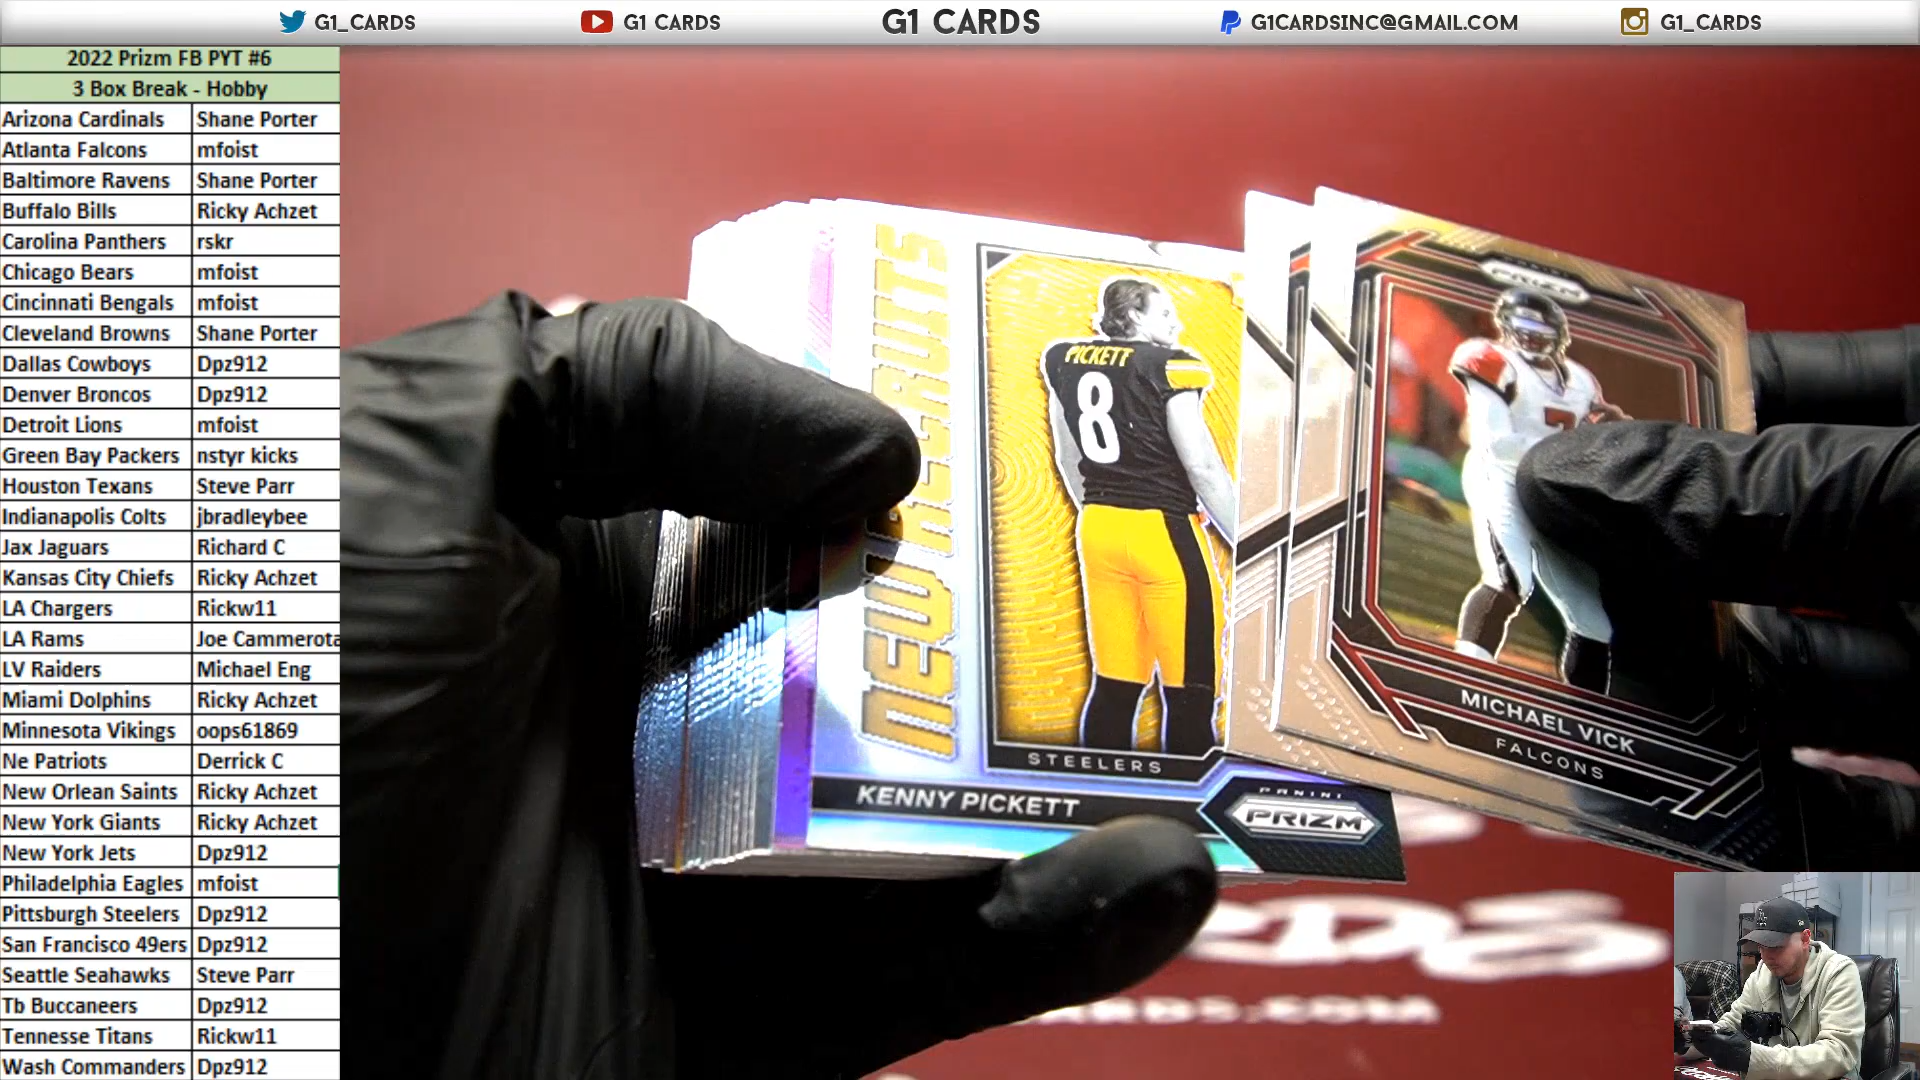 G1_CARDS
G1 CARDS
G1 CARDS
G1CARDSINC@GMAIL.COM
G1_CARDS
2022 Prizm FB PYT #6
3 Box Break - Hobby
Arizona Cardinals Shane Porter
Atlanta Falcons mfoist
Baltimore Ravens Shane Porter
Buffalo Bills Ricky Achzet
Carolina Panthers rskr
Chicago Bears mfoist
Cincinnati Bengals mfoist
Cleveland Browns Shane Porter
Dallas Cowboys Dpz912
Denver Broncos Dpz912
Detroit Lions mfoist
Green Bay Packers nstyr kicks
Houston Texans Steve Parr
Indianapolis Colts jbradleybee
Jax Jaguars Richard C
Kansas City Chiefs Ricky Achzet
LA Chargers Rickw11
LA Rams Joe Cammerota
LV Raiders Michael Eng
Miami Dolphins Ricky Achzet
Minnesota Vikings oops61869
Ne Patriots Derrick C
New Orlean Saints Ricky Achzet
New York Giants Ricky Achzet
New York Jets Dpz912
Philadelphia Eagles mfoist
Pittsburgh Steelers Dpz912
San Francisco 49ers Dpz912
Seattle Seahawks Steve Parr
Tb Buccaneers Dpz912
Tennesse Titans Rickw11
Wash Commanders Dpz912
NEW RECRUITS
PICKETT
8
STEELERS
KENNY PICKETT
PANINI
PRIZM
PANINI
PRIZM
7
MICHAEL VICK
FALCONS